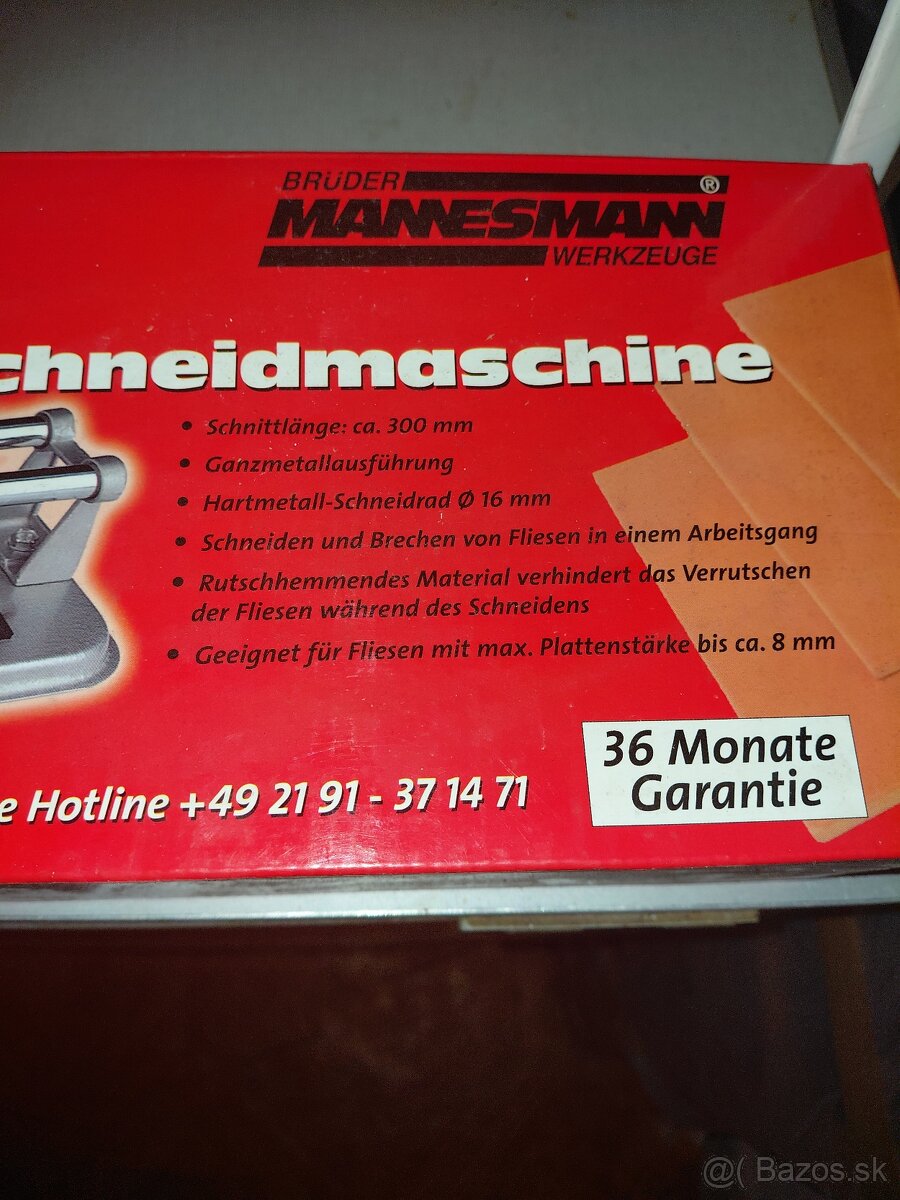 BRÜDER
MANNESMANN®
WERKZEUGE
chneidmaschine
• Schnittlänge: ca. 300 mm
• Ganzmetallausführung
• Hartmetall-Schneidrad Ø 16 mm
• Schneiden und Brechen von Fliesen in einem Arbeitsgang
• Rutschhemmendes Material verhindert das Verrutschen
der Fliesen während des Schneidens
• Geeignet für Fliesen mit max. Plattenstärke bis ca. 8 mm
36 Monate
Garantie
e Hotline +49 21 91 - 37 14 71
@( Bazos.sk